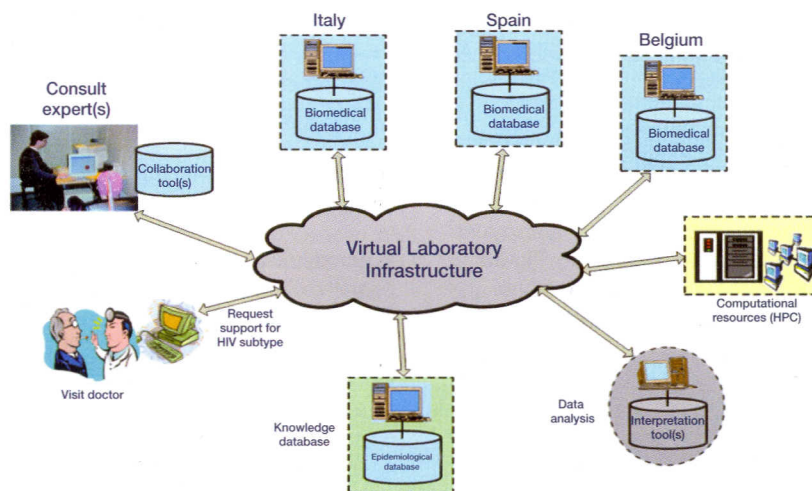 Italy
Spain
Belgium
Consult
expert(s)
Collaboration
tool(s)
Biomedical
database
Biomedical
database
Biomedical
database
Virtual Laboratory
Infrastructure
Computational
resources (HPC)
Request
support for
HIV subtype
Visit doctor
Knowledge
database
Epidemiological
database
Data
analysis
Interpretation
tool(s)